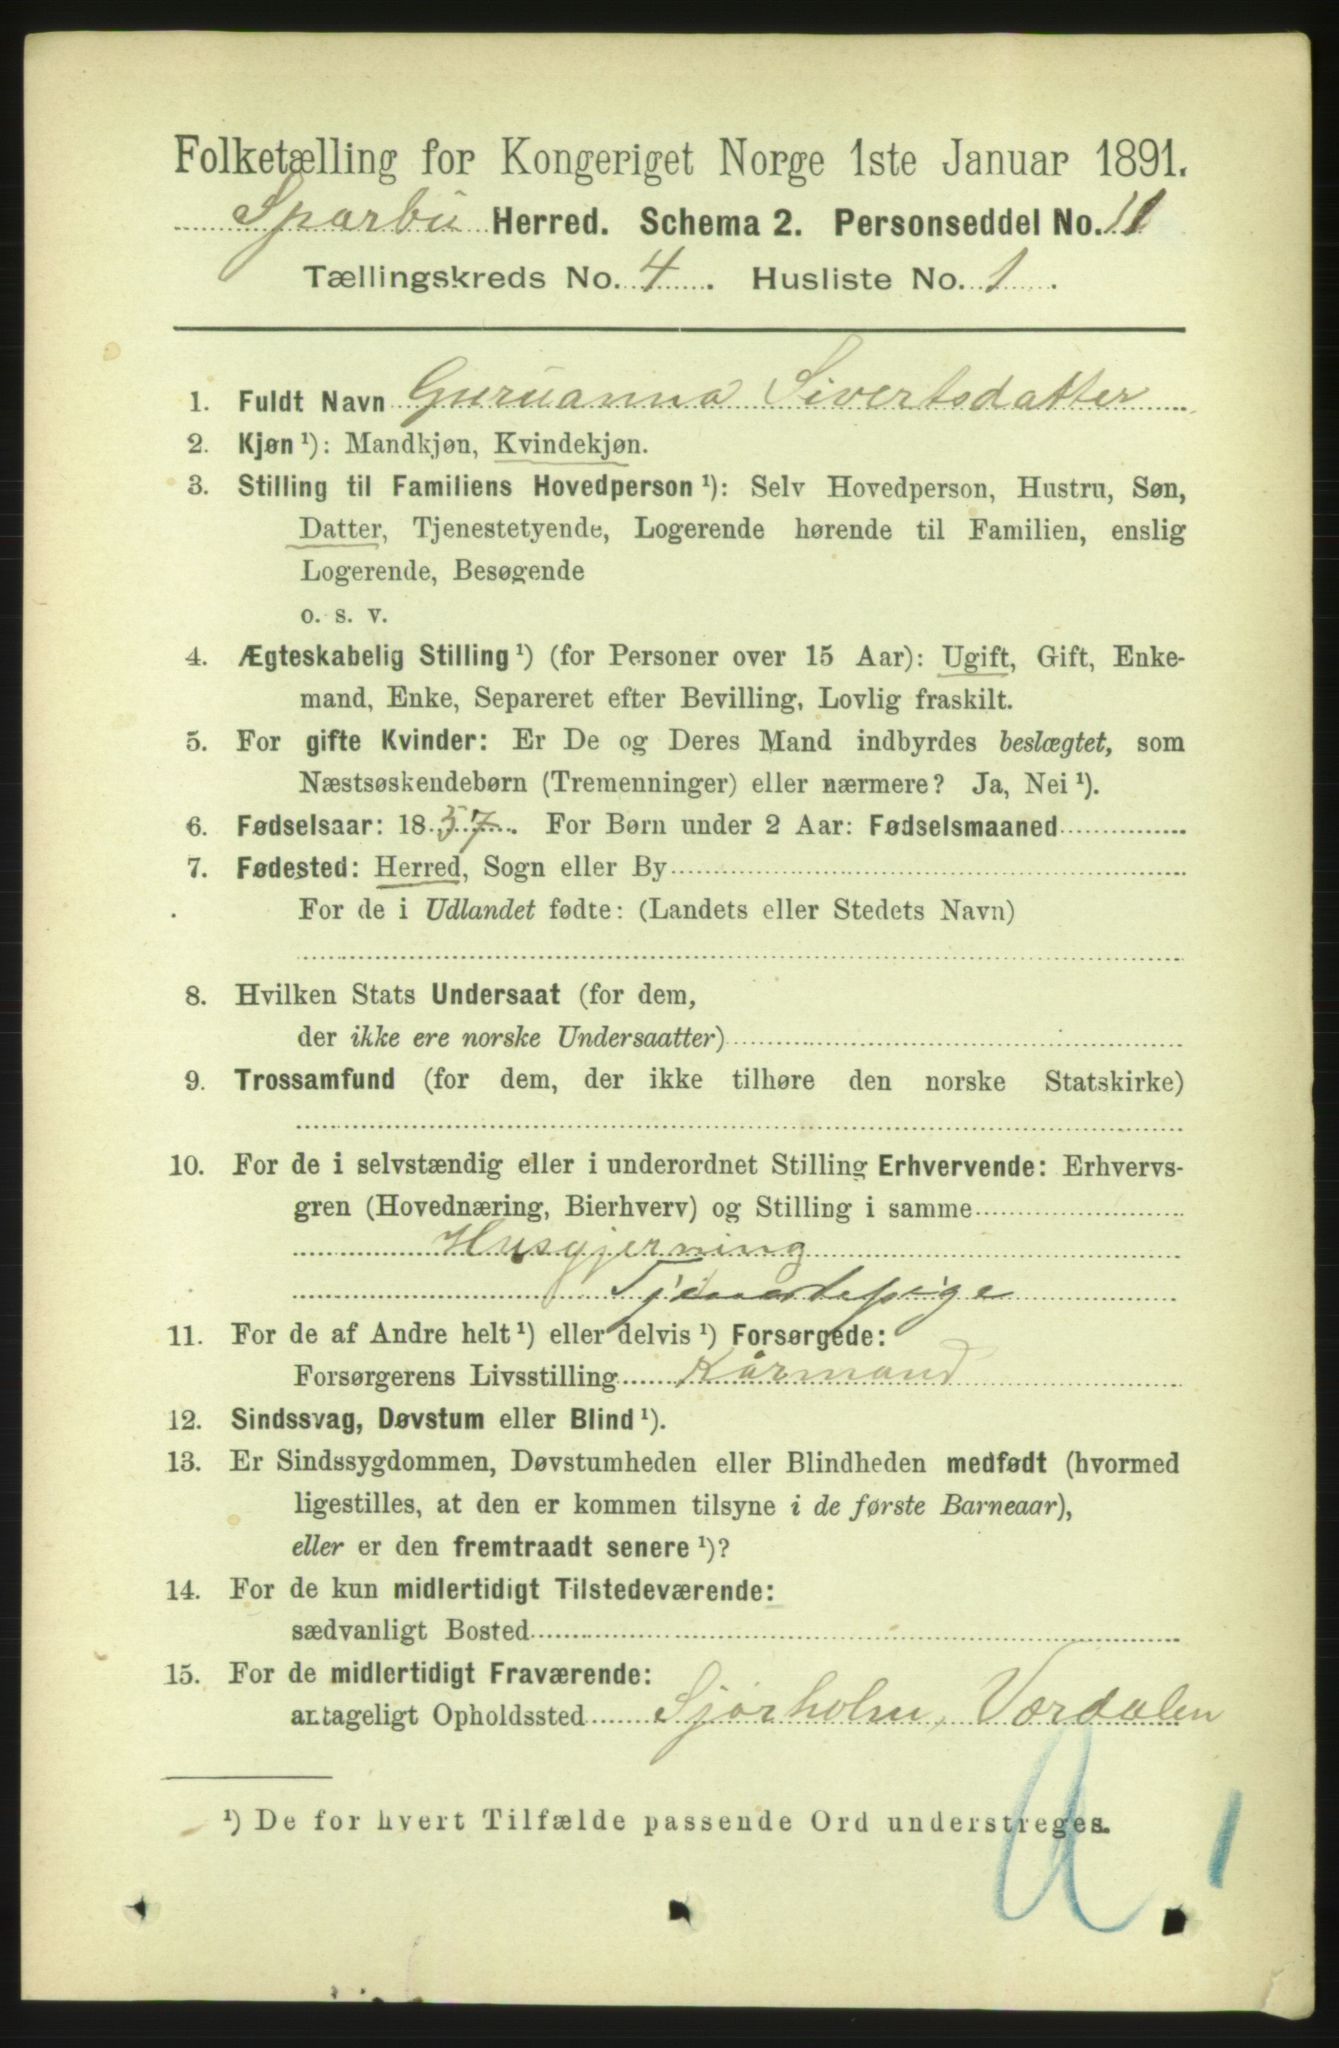 Folketælling for Kongeriget Norge 1ste Januar 1891.
Sparbu Herred. Schema 2. Personseddel No. 11
Tællingskreds No. 4. Husliste No. 1.
1. Fuldt Navn Guruanna Sivertsdatter
2. Kjøn ¹): Mandkjøn, Kvindekjøn.
3. Stilling til Familiens Hovedperson ¹): Selv Hovedperson, Hustru, Søn,
Datter, Tjenestetyende, Logerende hørende til Familien, enslig
Logerende, Besøgende
o. s. v.
4. Ægteskabelig Stilling ¹) (for Personer over 15 Aar): Ugift, Gift, Enke-
mand, Enke, Separeret efter Bevilling, Lovlig fraskilt.
5. For gifte Kvinder: Er De og Deres Mand indbyrdes beslægtet, som
Næstsøskendebørn (Tremenninger) eller nærmere? Ja, Nei ¹).
6. Fødselsaar: 1857. For Børn under 2 Aar: Fødselsmaaned
7. Fødested: Herred, Sogn eller By
For de i Udlandet fødte: (Landets eller Stedets Navn)
8. Hvilken Stats Undersaat (for dem,
der ikke ere norske Undersaatter)
9. Trossamfund (for dem, der ikke tilhøre den norske Statskirke)
10. For de i selvstændig eller i underordnet Stilling Erhvervende: Erhvervs-
gren (Hovednæring, Bierhverv) og Stilling i samme
Husgjerning
Tjenestepige
11. For de af Andre helt ¹) eller delvis ¹) Forsørgede:
Forsørgerens Livsstilling Kårmand
12. Sindssvag, Døvstum eller Blind ¹).
13. Er Sindssygdommen, Døvstumheden eller Blindheden medfødt (hvormed
ligestilles, at den er kommen tilsyne i de første Barneaar),
eller er den fremtraadt senere ¹)?
14. For de kun midlertidigt Tilstedeværende:
sædvanligt Bosted
15. For de midlertidigt Fraværende:
antageligt Opholdssted Sjørholm, Værdalen
¹) De for hvert Tilfælde passende Ord understreges.